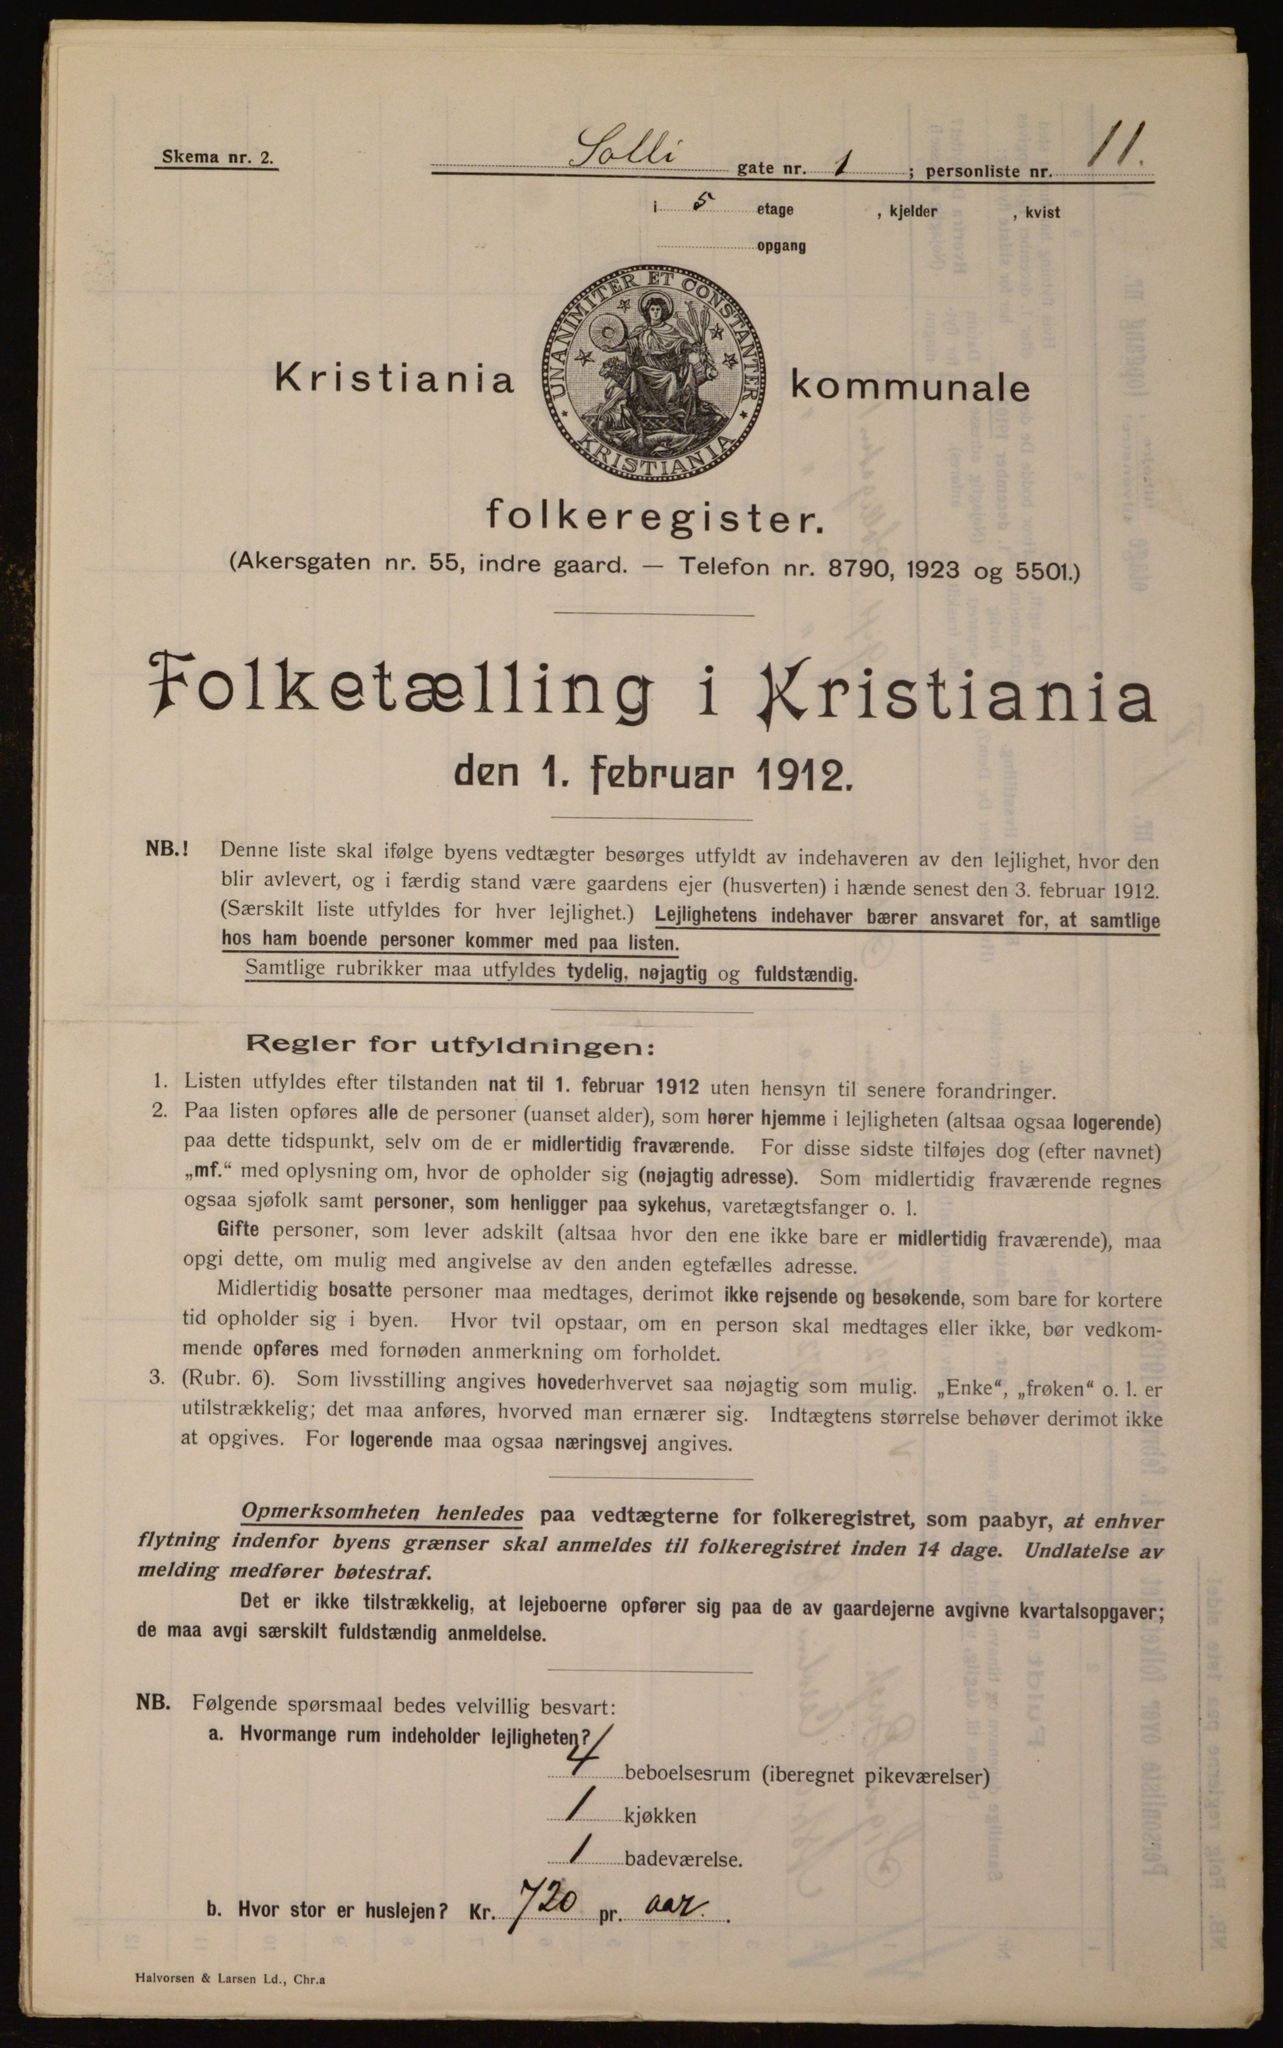 Skema nr. 2.
Solli gate nr. 1 ; personliste nr. 11.
i 5 etage , kjelder , kvist
opgang
UNANIMITER ET CONSTANTER
KRISTIANIA
Kristiania kommunale
folkeregister.
(Akersgaten nr. 55, indre gaard. — Telefon nr. 8790, 1923 og 5501.)
Folketælling i Kristiania
den 1. februar 1912.
NB.! Denne liste skal ifølge byens vedtægter besørges utfyldt av indehaveren av den lejlighet, hvor den
blir avlevert, og i færdig stand være gaardens ejer (husverten) i hænde senest den 3. februar 1912.
(Særskilt liste utfyldes for hver lejlighet.) Lejlighetens indehaver bærer ansvaret for, at samtlige
hos ham boende personer kommer med paa listen.
Samtlige rubrikker maa utfyldes tydelig, nøjagtig og fuldstændig.
Regler for utfyldningen:
1. Listen utfyldes efter tilstanden nat til 1. februar 1912 uten hensyn til senere forandringer.
2. Paa listen opføres alle de personer (uanset alder), som hører hjemme i lejligheten (altsaa ogsaa logerende)
paa dette tidspunkt, selv om de er midlertidig fraværende. For disse sidste tilføjes dog (efter navnet)
„mf.“ med oplysning om, hvor de opholder sig (nøjagtig adresse). Som midlertidig fraværende regnes
ogsaa sjøfolk samt personer, som henligger paa sykehus, varetægtsfanger o. l.
Gifte personer, som lever adskilt (altsaa hvor den ene ikke bare er midlertidig fraværende), maa
opgi dette, om mulig med angivelse av den anden egtefælles adresse.
Midlertidig bosatte personer maa medtages, derimot ikke rejsende og besøkende, som bare for kortere
tid opholder sig i byen. Hvor tvil opstaar, om en person skal medtages eller ikke, bør vedkom-
mende opføres med fornøden anmerkning om forholdet.
3. (Rubr. 6). Som livsstilling angives hovederhvervet saa nøjagtig som mulig. „Enke“, „frøken“ o. l. er
utilstrækkelig; det maa anføres, hvorved man ernærer sig. Indtægtens størrelse behøver derimot ikke
at opgives. For logerende maa ogsaa næringsvej angives.
Opmerksomheten henledes paa vedtægterne for folkeregistret, som paabyr, at enhver
flytning indenfor byens grænser skal anmeldes til folkeregistret inden 14 dage. Undlatelse av
melding medfører bøtestraf.
Det er ikke tilstrækkelig, at lejeboerne opfører sig paa de av gaardejerne avgivne kvartalsopgaver;
de maa avgi særskilt fuldstændig anmeldelse.
NB. Følgende spørsmaal bedes velvillig besvart:
a. Hvormange rum indeholder lejligheten?
4 beboelsesrum (iberegnet pikeværelser)
1 kjøkken
1 badeværelse.
b. Hvor stor er huslejen? Kr. 720 pr. aar.
Halvorsen & Larsen Ld., Chr.a